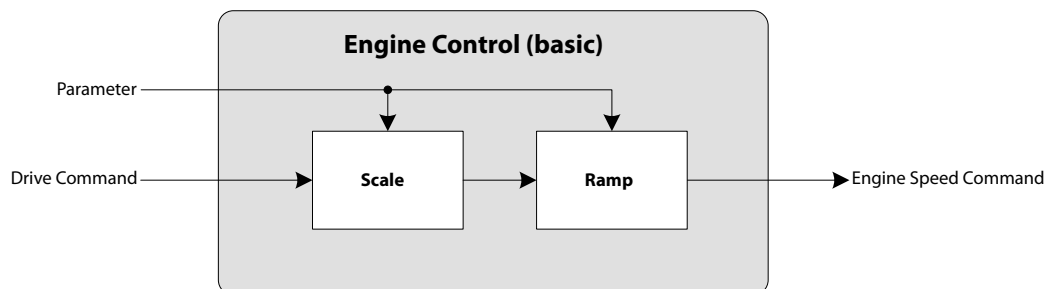 Engine Control (basic)
Parameter
Drive Command
Scale
Ramp
Engine Speed Command